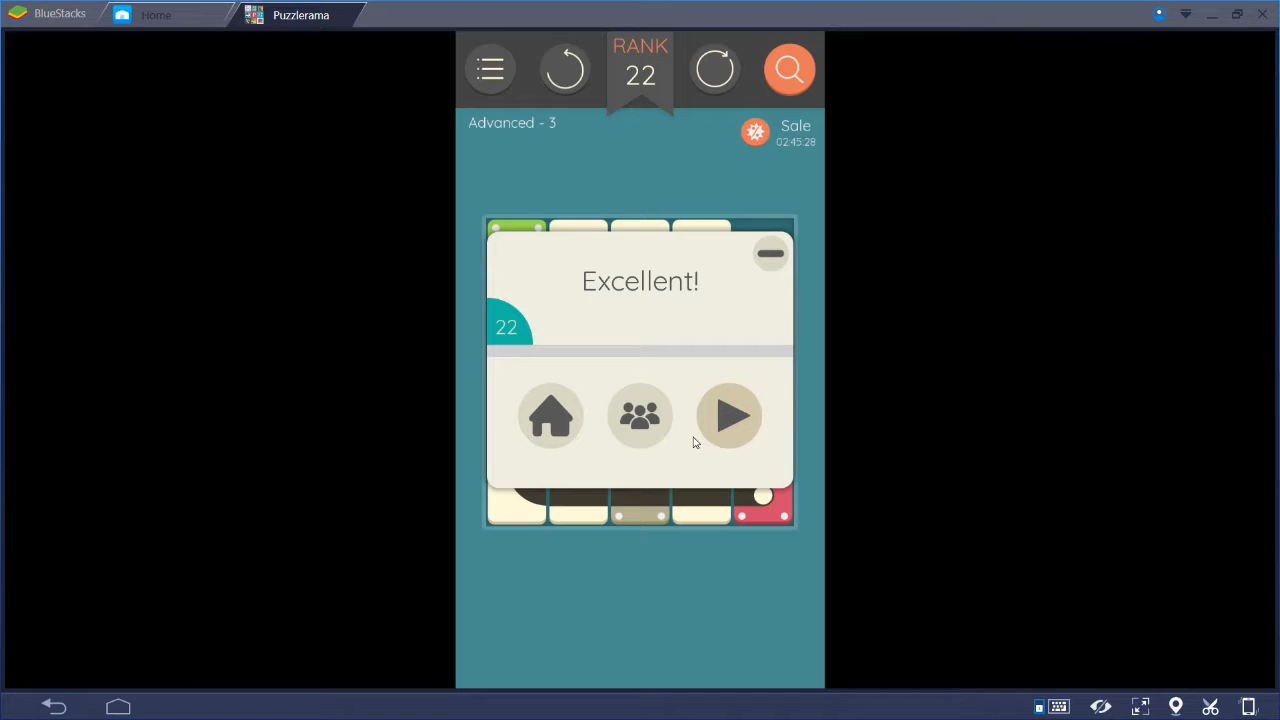 BlueStacks
Home
Puzzlerama
RANK
22
Advanced - 3
Sale
02:45:28
Excellent!
22